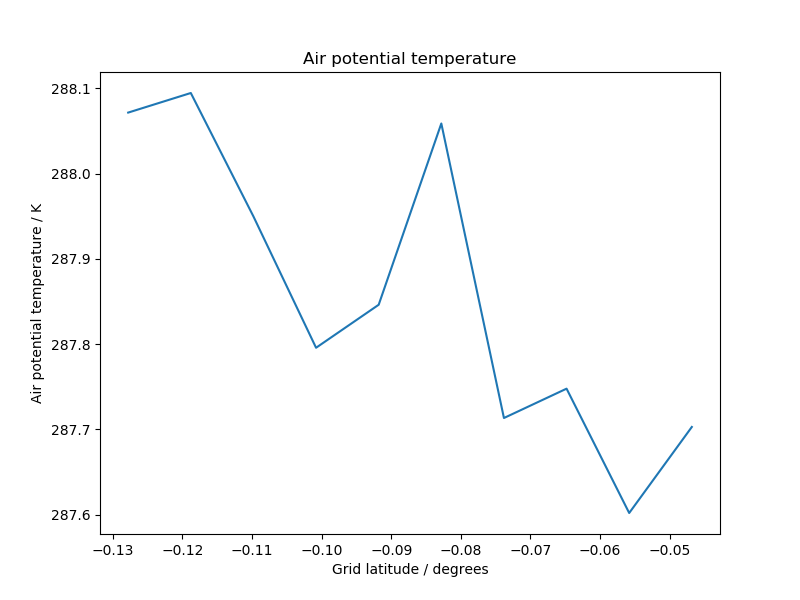 Air potential temperature
Air potential temperature / K
288.1
288.0
287.9
287.8
287.7
287.6
−0.13 −0.12 −0.11 −0.10 −0.09 −0.08 −0.07 −0.06 −0.05
Grid latitude / degrees